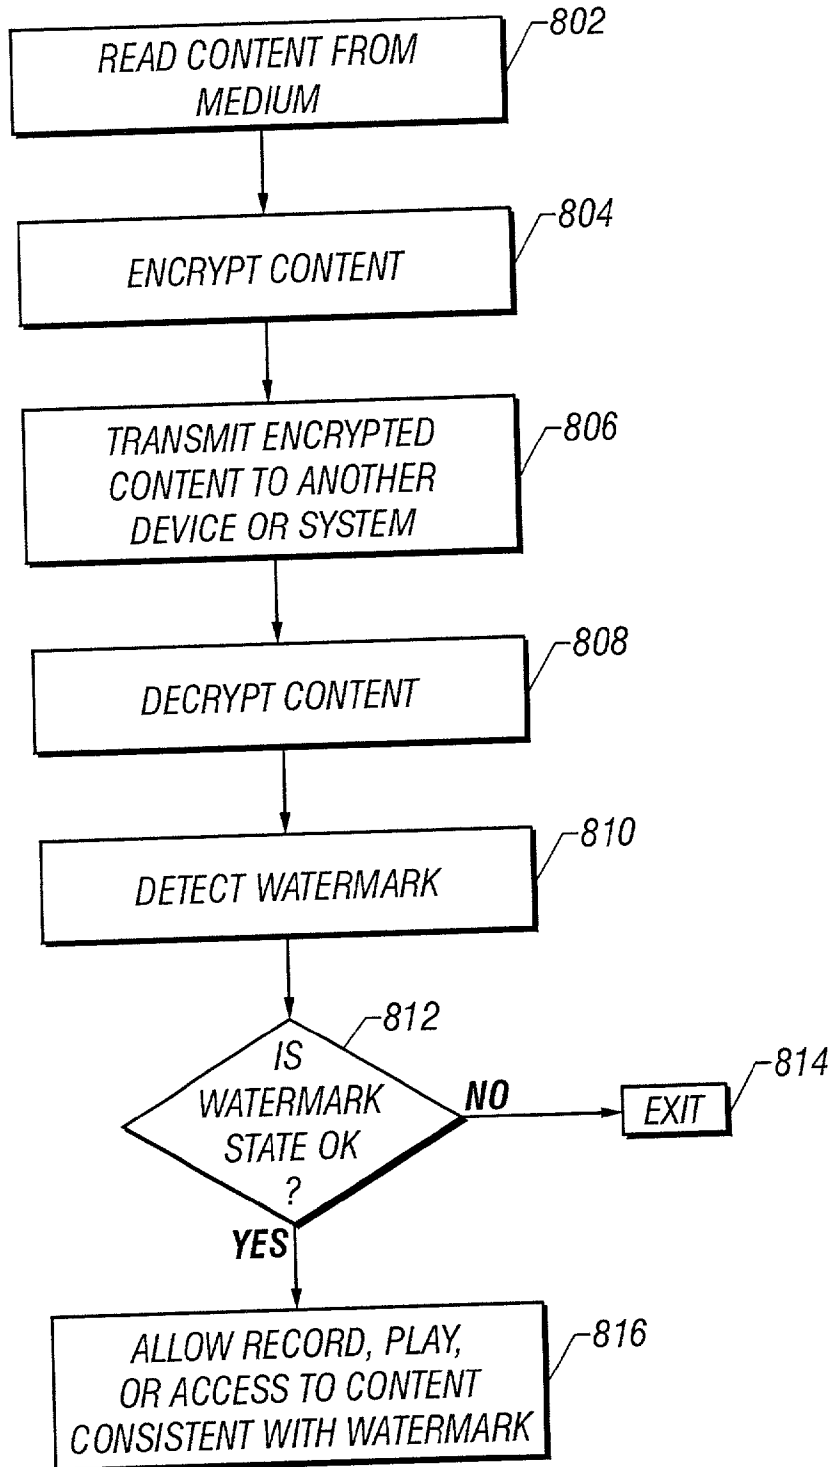 802
READ CONTENT FROM
MEDIUM
804
ENCRYPT CONTENT
806
TRANSMIT ENCRYPTED
CONTENT TO ANOTHER
DEVICE OR SYSTEM
808
DECRYPT CONTENT
810
DETECT WATERMARK
812
IS
WATERMARK
STATE OK
?
NO
814
EXIT
YES
816
ALLOW RECORD, PLAY,
OR ACCESS TO CONTENT
CONSISTENT WITH WATERMARK